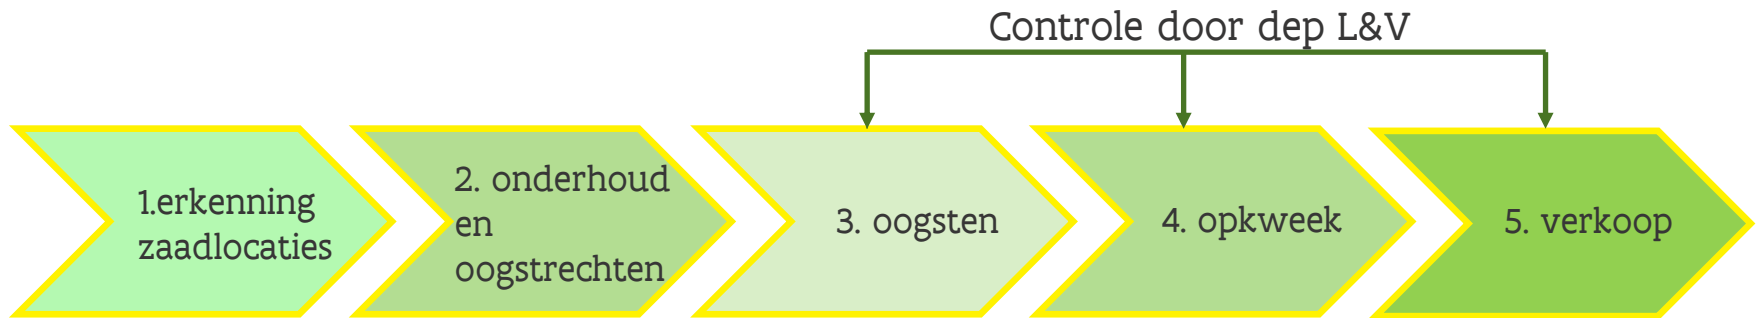 Controle door dep L&V
1.erkenning
zaadlocaties
2. onderhoud
en
oogstrechten
3. oogsten
4. opkweek
5. verkoop